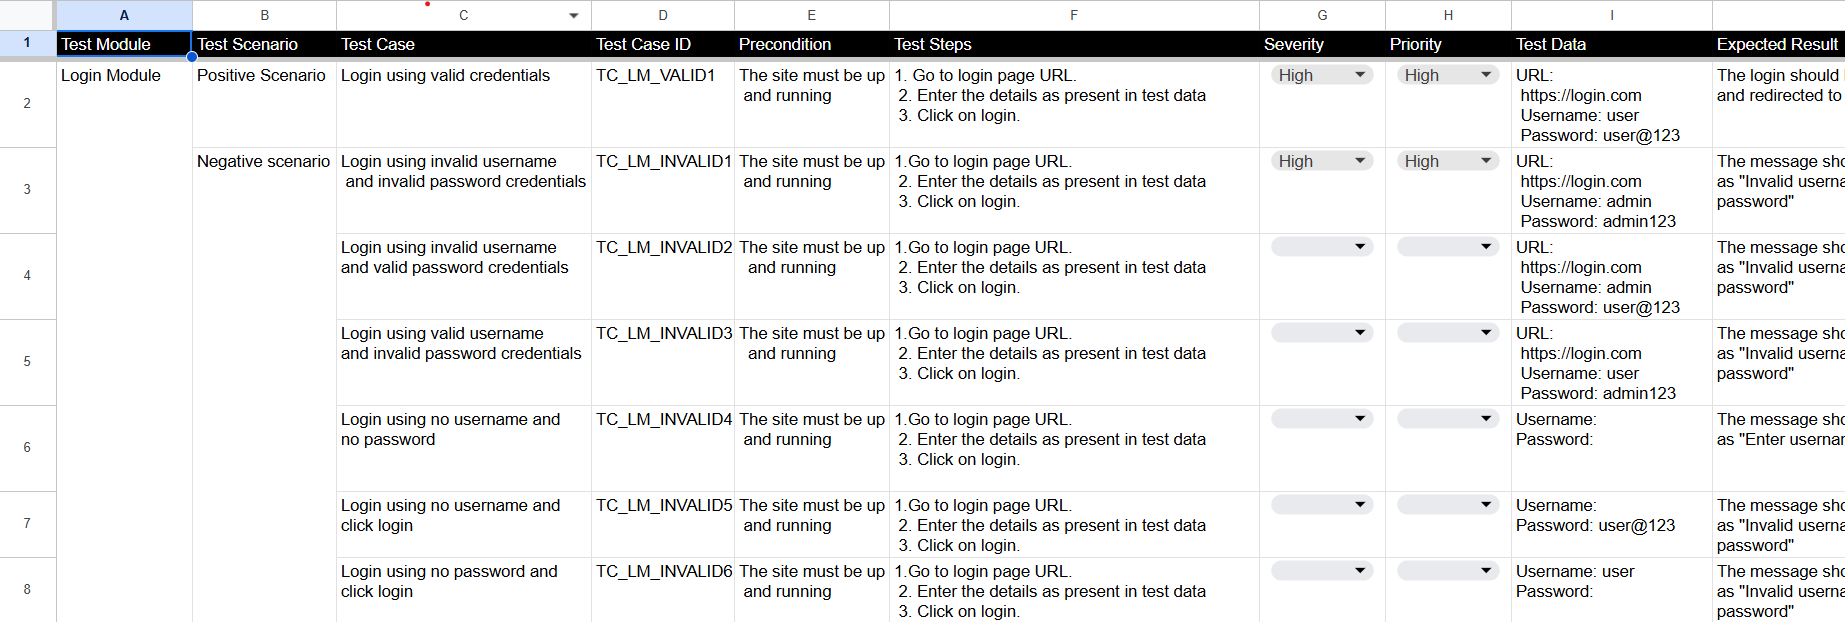 A B C D E F G H I
1 Test Module Test Scenario Test Case Test Case ID Precondition Test Steps Severity Priority Test Data Expected Result
2
Login Module
Positive Scenario
Login using valid credentials
TC_LM_VALID1
The site must be up
and running
1. Go to login page URL.
2. Enter the details as present in test data
3. Click on login.
High
High
URL:
https://login.com
Username: user
Password: user@123
The login should
and redirected to
3
Negative scenario
Login using invalid username
and invalid password credentials
TC_LM_INVALID1
The site must be up
and running
1.Go to login page URL.
2. Enter the details as present in test data
3. Click on login.
High
High
URL:
https://login.com
Username: admin
Password: admin123
The message sho
as "Invalid userna
password"
4
Login using invalid username
and valid password credentials
TC_LM_INVALID2
The site must be up
and running
1.Go to login page URL.
2. Enter the details as present in test data
3. Click on login.
URL:
https://login.com
Username: admin
Password: user@123
The message sho
as "Invalid userna
password"
5
Login using valid username
and invalid password credentials
TC_LM_INVALID3
The site must be up
and running
1.Go to login page URL.
2. Enter the details as present in test data
3. Click on login.
URL:
https://login.com
Username: user
Password: admin123
The message sho
as "Invalid userna
password"
6
Login using no username and
no password
TC_LM_INVALID4
The site must be up
and running
1.Go to login page URL.
2. Enter the details as present in test data
3. Click on login.
Username:
Password:
The message sho
as "Enter usernar
7
Login using no username and
click login
TC_LM_INVALID5
The site must be up
and running
1.Go to login page URL.
2. Enter the details as present in test data
3. Click on login.
Username:
Password: user@123
The message sho
as "Invalid userna
password"
8
Login using no password and
click login
TC_LM_INVALID6
The site must be up
and running
1.Go to login page URL.
2. Enter the details as present in test data
3. Click on login.
Username: user
Password:
The message sho
as "Invalid userna
password"